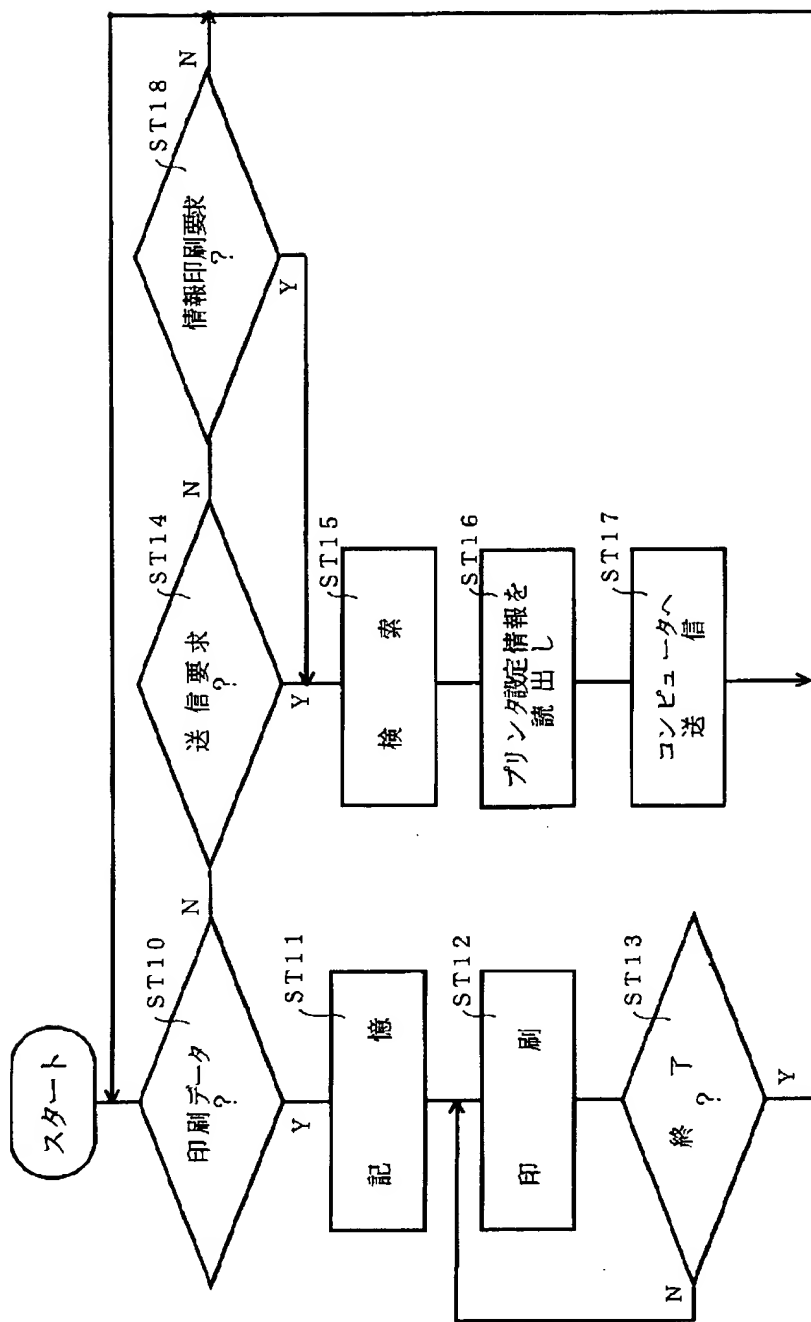 スタート
印刷データ
?
ST10
N
Y
記 憶
ST11
印 刷
ST12
終 了
?
ST13
N
Y
送信要求
?
ST14
N
Y
検 索
ST15
プリンタ設定情報を
読出し
ST16
コンピュータへ
送 信
ST17
情報印刷要求
?
ST18
N
Y